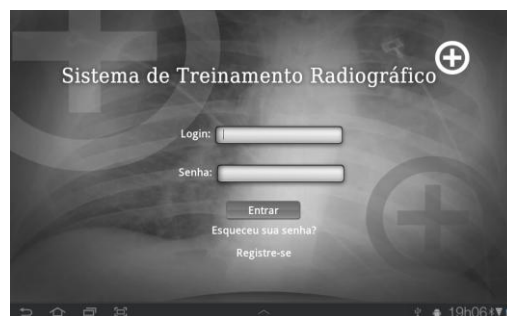 Sistema de Treinamento Radiográfico
Login:
Senha:
Entrar
Esqueceu sua senha?
Registre-se
19h06